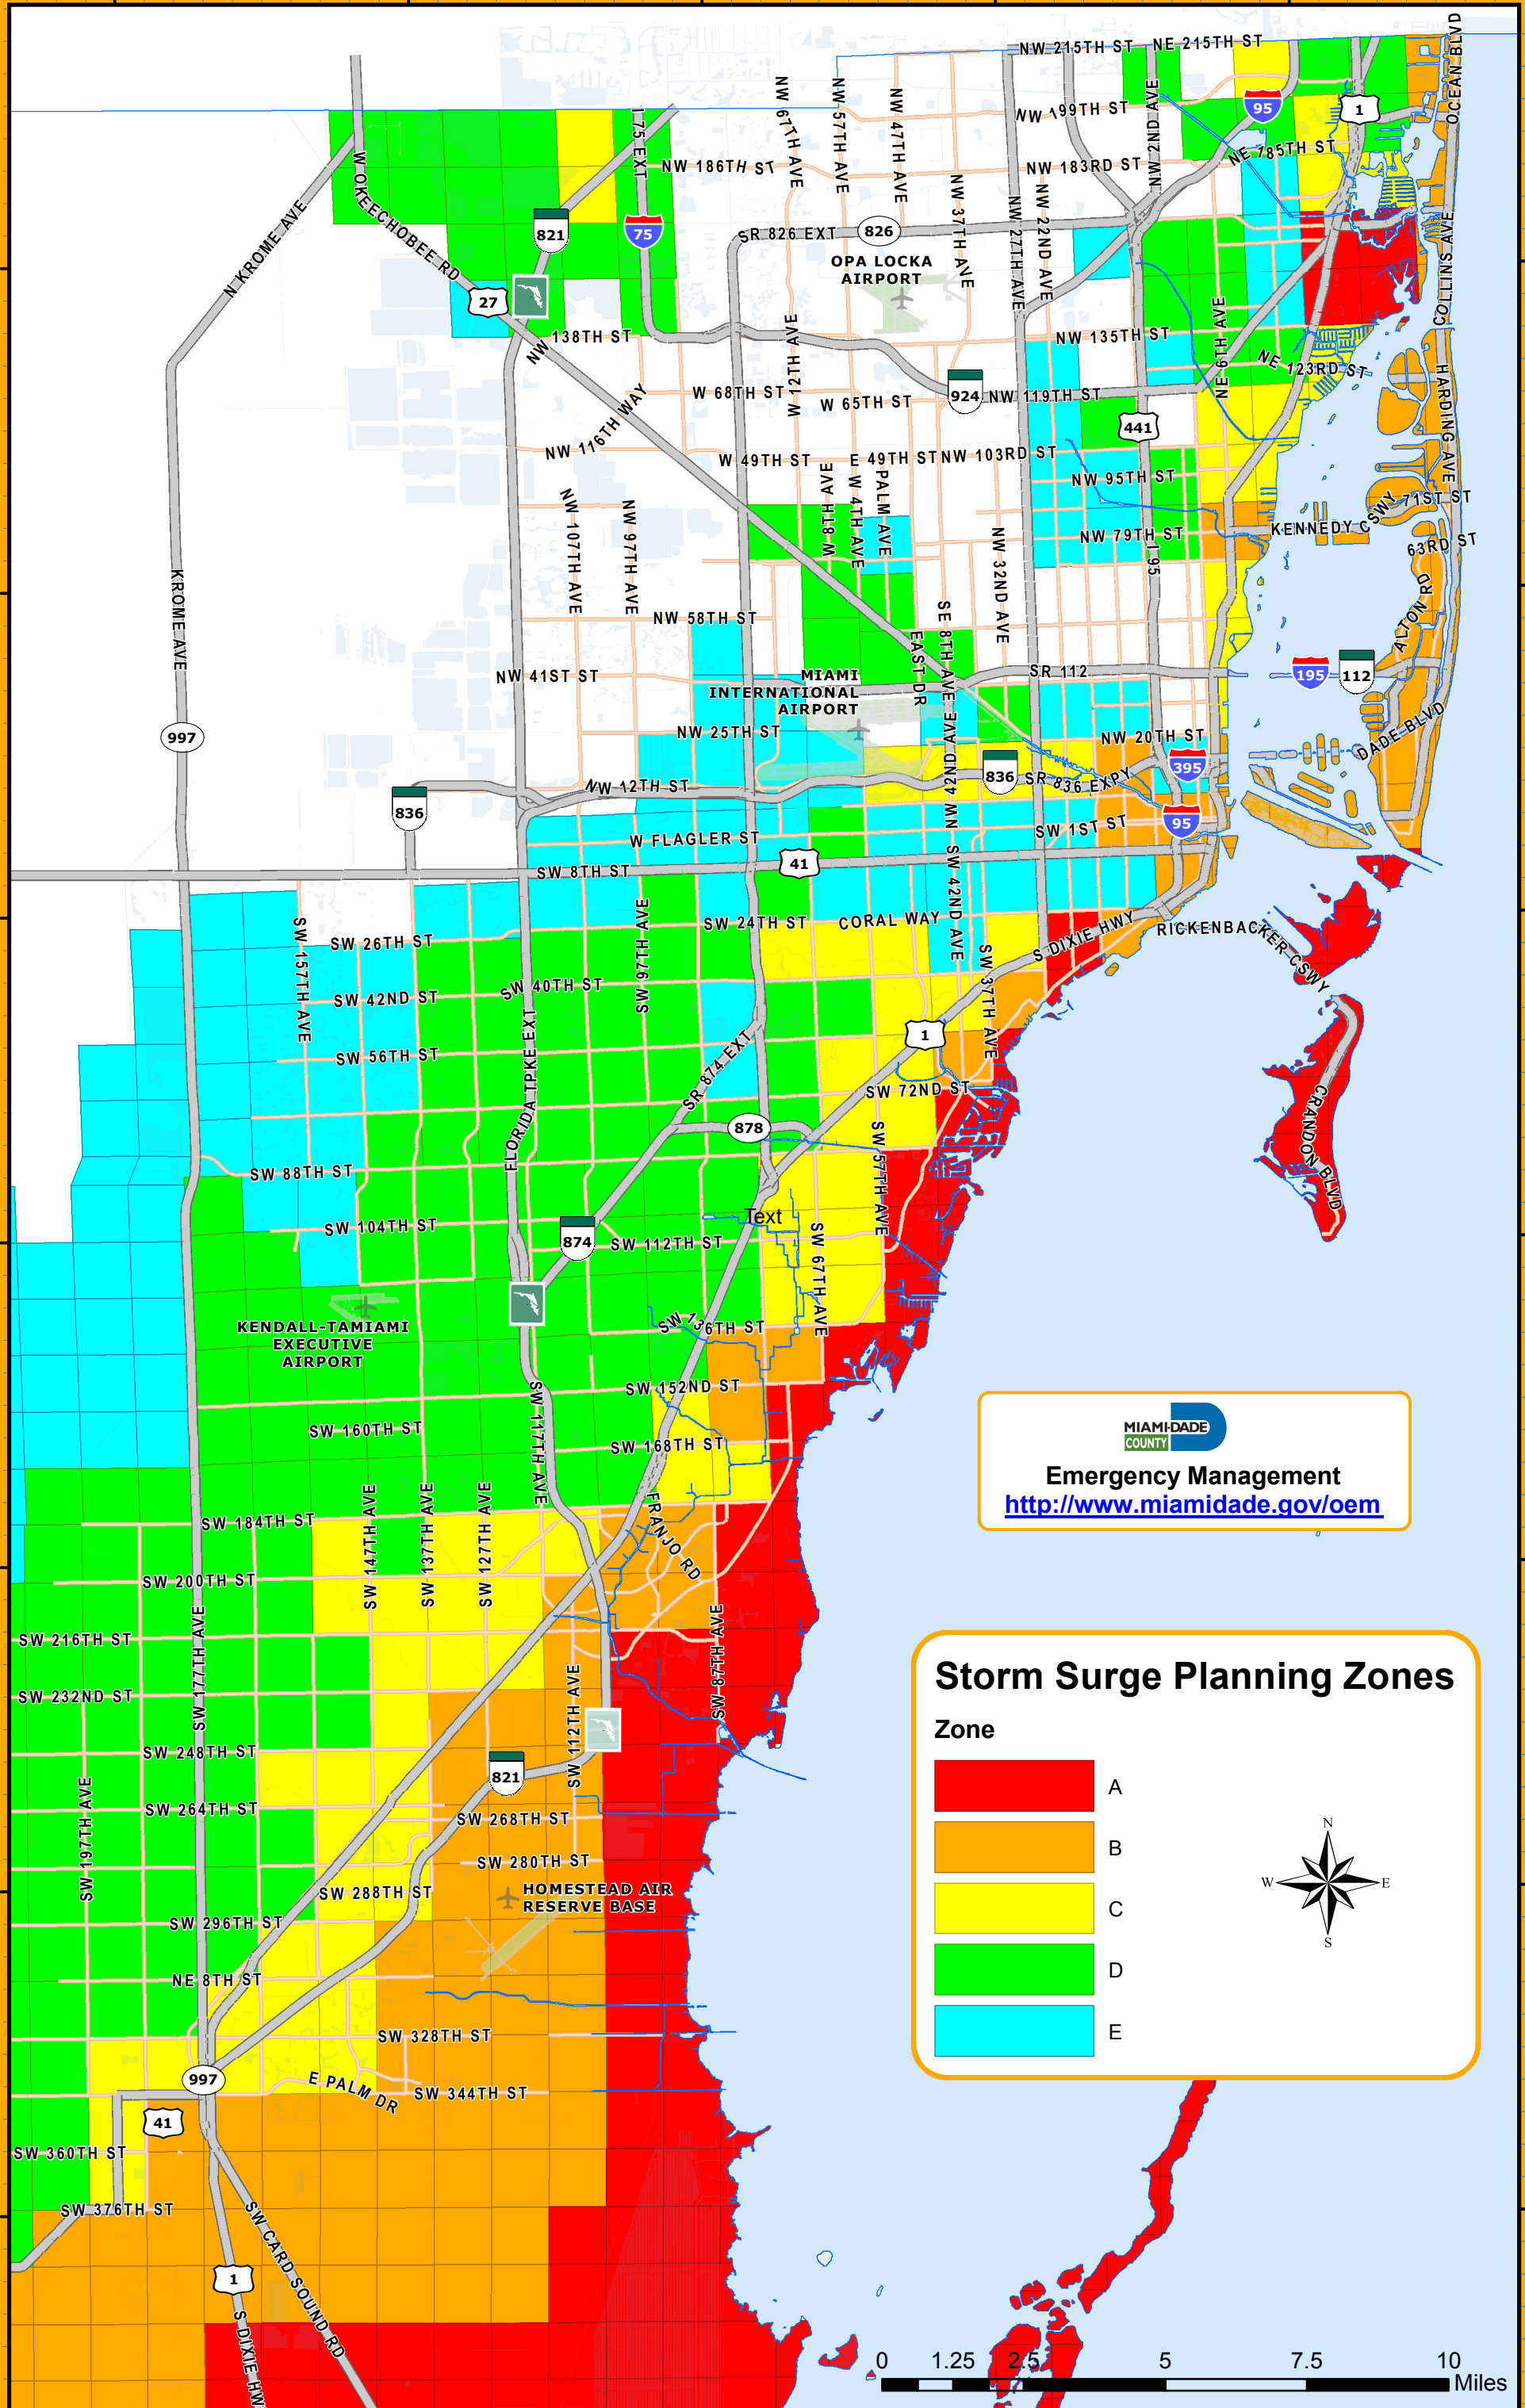 NW 215TH ST
NE 215TH ST
OCEAN BLVD
95
1
NW 199TH ST
NW 2ND AVE
NE 785TH ST
NW 67TH AVE
NW 57TH AVE
NW 47TH AVE
I 75 EXT
NW 186TH ST
NW 183RD ST
W OKEECHOBEE RD
N KROME AVE
821
75
SR 826 EXT
826
NW 37TH AVE
NW 27TH AVE
NW 22ND AVE
COLLINS AVE
OPA LOCKA
AIRPORT
27
NW 138TH ST
W 12TH AVE
NW 135TH ST
NE 6TH AVE
NE 123RD ST
HARDING AVE
W 68TH ST
W 65TH ST
924
NW 119TH ST
NW 116TH WAY
441
W 49TH ST
E 49TH ST
NW 103RD ST
NW 95TH ST
W 8TH AVE
W 4TH AVE
PALM AVE
NW 107TH AVE
NW 97TH AVE
NW 32ND AVE
NW 79TH ST
I 95
KENNEDY CSWY
71ST ST
63RD ST
KROME AVE
NW 58TH ST
SE 8TH AVE
EAST DR
ALTON RD
NW 41ST ST
MIAMI
INTERNATIONAL
AIRPORT
SR 112
195
112
NW 25TH ST
NW 42ND AVE
NW 20TH ST
DADE BLVD
997
395
836
SR 836 EXPY
NW 12TH ST
836
95
W FLAGLER ST
SW 1ST ST
41
SW 8TH ST
SW 157TH AVE
SW 26TH ST
SW 97TH AVE
SW 24TH ST
CORAL WAY
SW 42ND AVE
S DIXIE HWY
RICKENBACKER CSWY
SW 42ND ST
SW 40TH ST
SW 37TH AVE
SW 56TH ST
FLORIDA TPKE EXT
SR 874 EXT
1
SW 72ND ST
CRANDON BLVD
878
SW 57TH AVE
SW 88TH ST
Text
SW 104TH ST
874
SW 112TH ST
SW 67TH AVE
KENDALL-TAMIAMI
EXECUTIVE
AIRPORT
SW 136TH ST
SW 117TH AVE
SW 152ND ST
SW 160TH ST
SW 168TH ST
MIAMI-DADE
COUNTY
Emergency Management
http://www.miamidade.gov/oem
SW 147TH AVE
SW 137TH AVE
SW 127TH AVE
SW 184TH ST
FRANJO RD
SW 200TH ST
SW 177TH AVE
SW 87TH AVE
SW 216TH ST
SW 232ND ST
SW 112TH AVE
SW 248TH ST
821
SW 197TH AVE
SW 264TH ST
SW 268TH ST
SW 280TH ST
SW 288TH ST
HOMESTEAD AIR
RESERVE BASE
SW 296TH ST
NE 8TH ST
SW 328TH ST
997
E PALM DR
SW 344TH ST
41
SW 360TH ST
SW 376TH ST
SW CARD SOUND RD
1
S DIXIE HW
Storm Surge Planning Zones
Zone
A
B
C
D
E
N
W
E
S
0 1.25 2.5 5 7.5 10
Miles